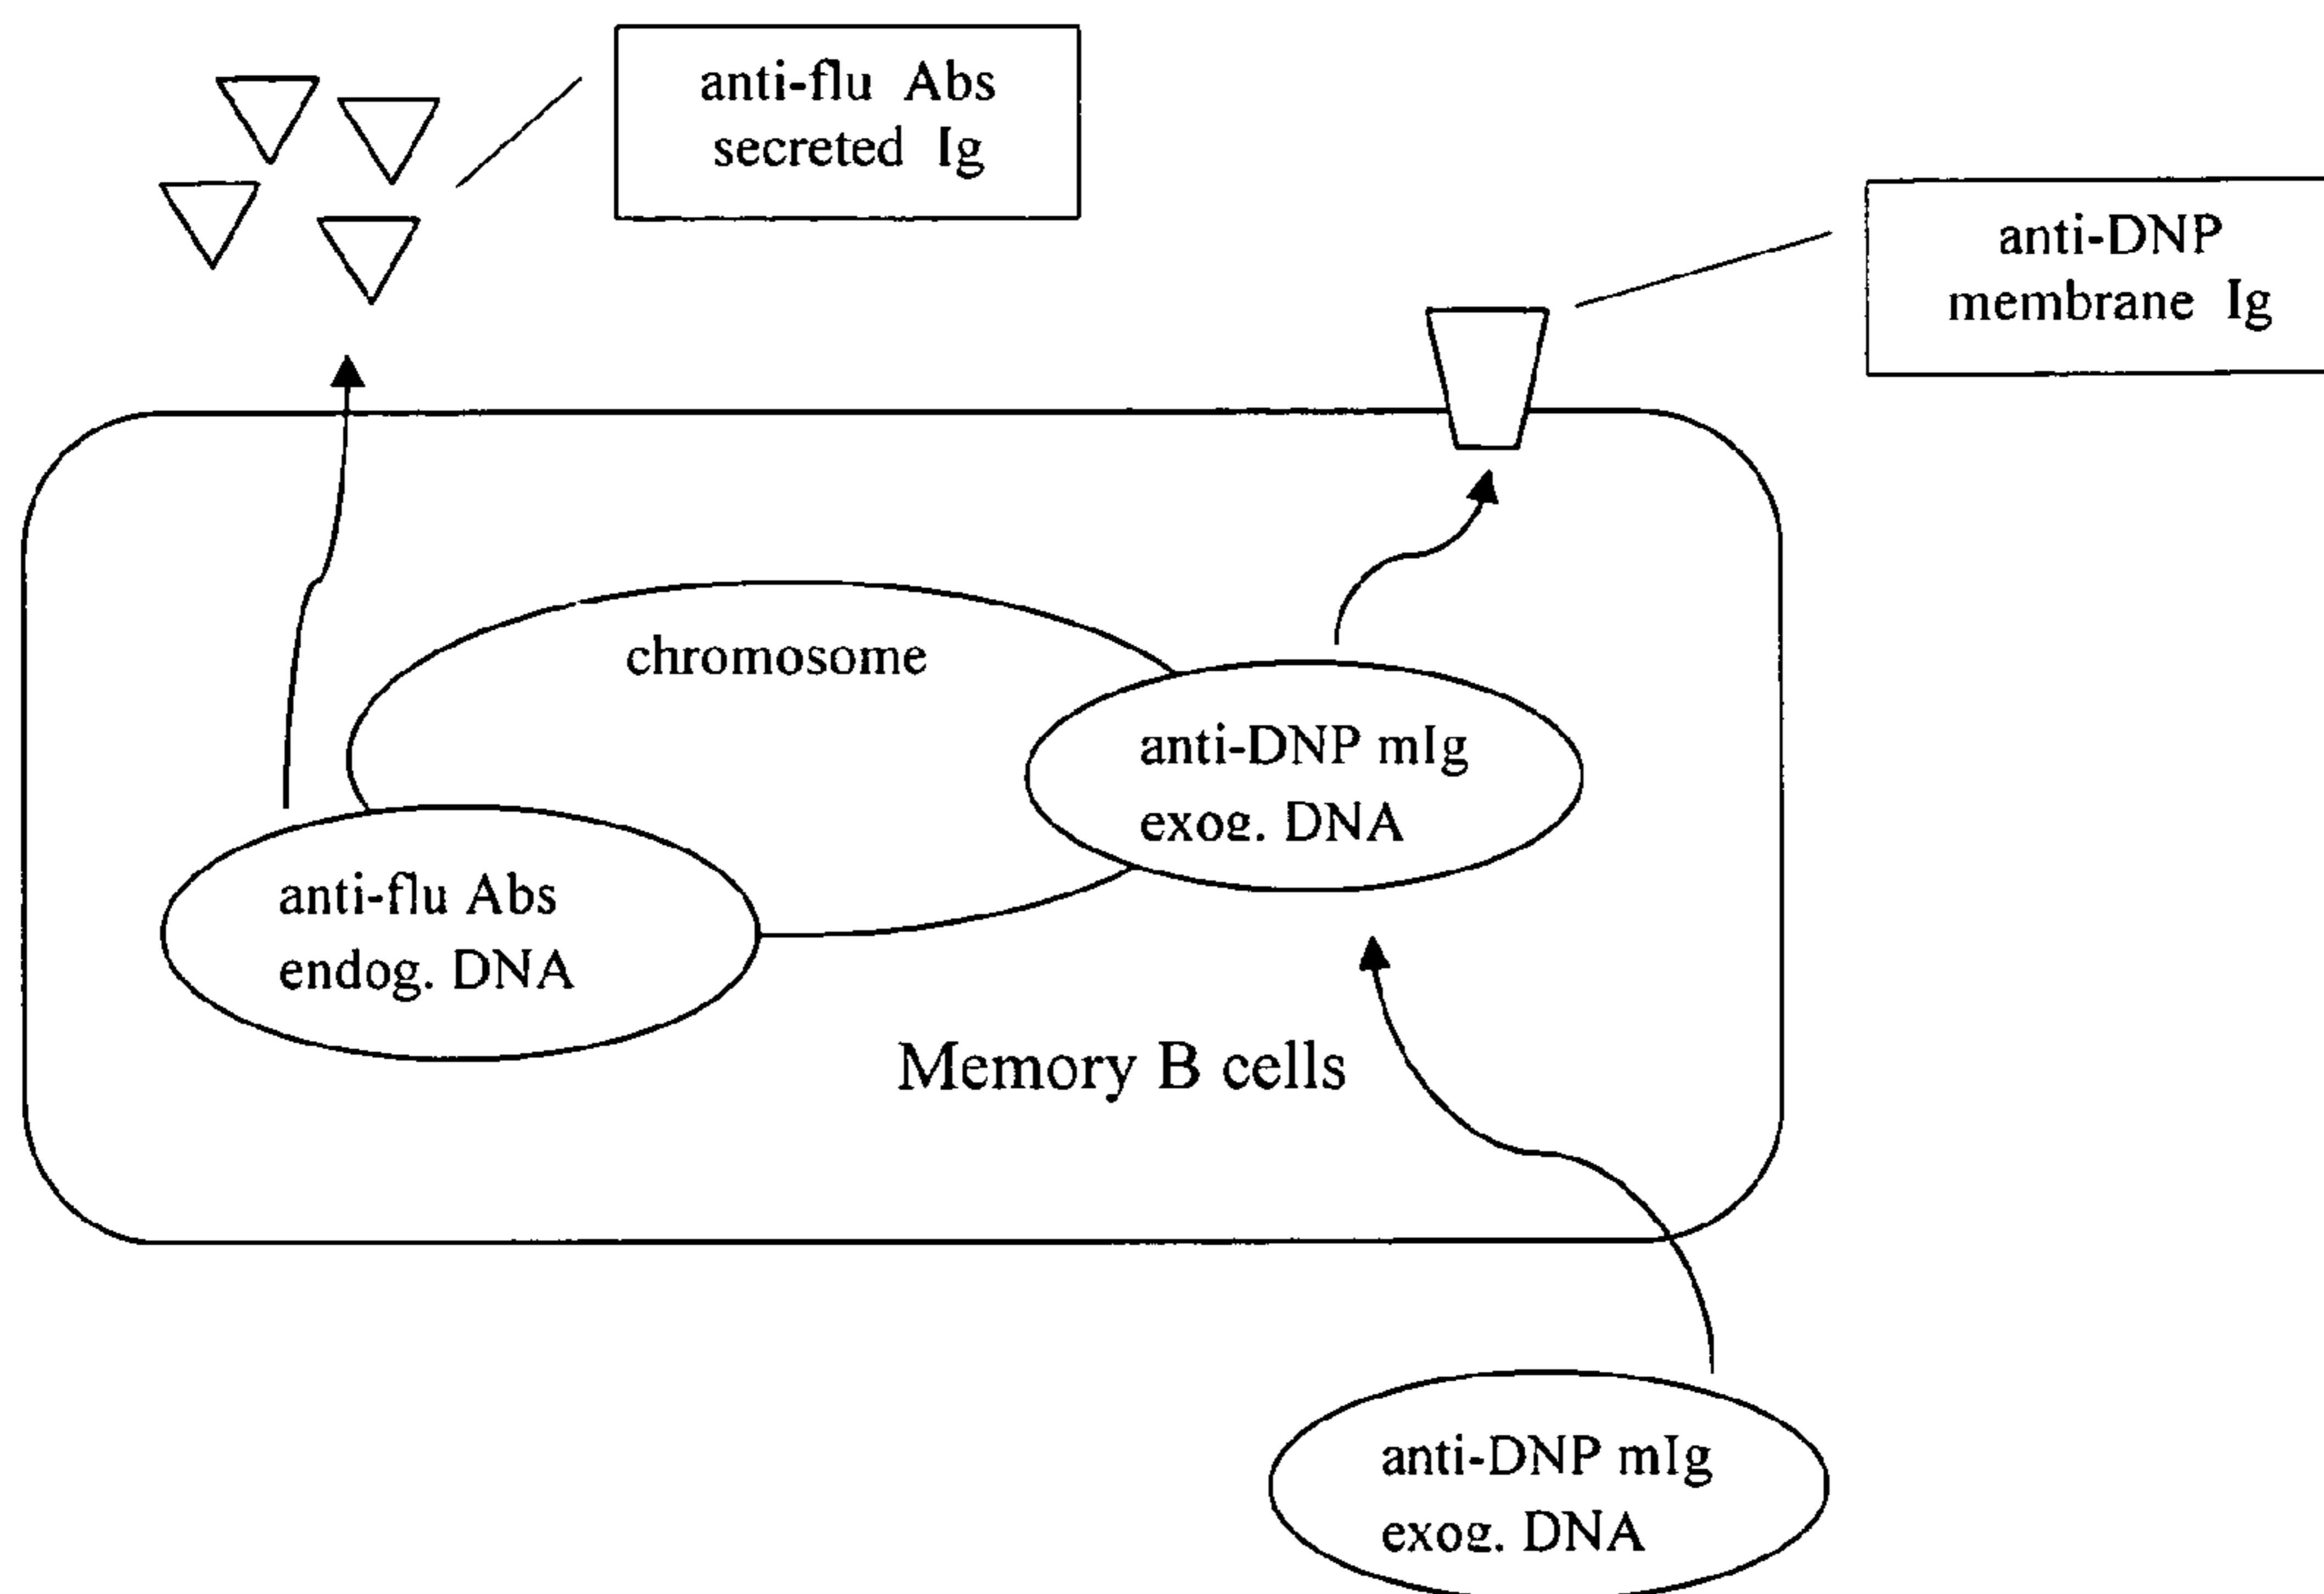 anti-flu Abs
secreted Ig
anti-DNP
membrane Ig
chromosome
anti-DNP mIg
exog. DNA
anti-flu Abs
endog. DNA
Memory B cells
anti-DNP mIg
exog. DNA